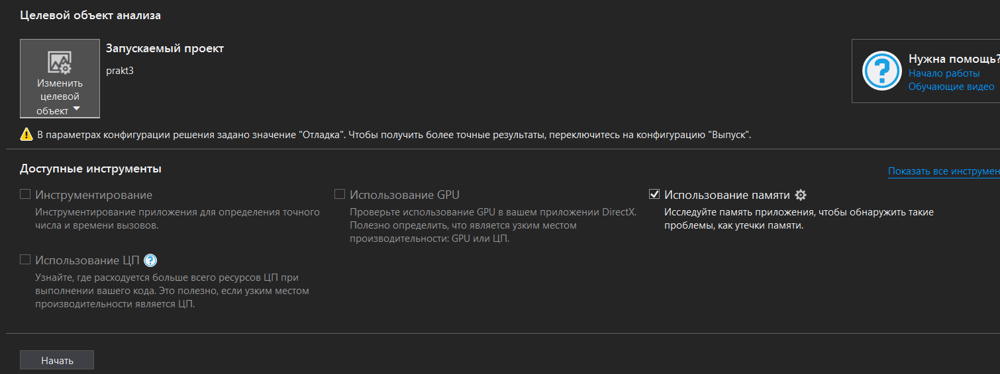 Целевой объект анализа
Изменить
целевой
объект
Запускаемый проект
prakt3
Нужна помощь?
Начало работы
Обучающие видео
В параметрах конфигурации решения задано значение "Отладка". Чтобы получить более точные результаты, переключитесь на конфигурацию "Выпуск".
Доступные инструменты
Показать все инструмен
Инструментирование
Инструментирование приложения для определения точного
числа и времени вызовов.
Использование GPU
Проверьте использование GPU в вашем приложении DirectX.
Полезно определить, что является узким местом
производительности: GPU или ЦП.
Использование памяти
Исследуйте память приложения, чтобы обнаружить такие
проблемы, как утечки памяти.
Использование ЦП
Узнайте, где расходуется больше всего ресурсов ЦП при
выполнении вашего кода. Это полезно, если узким местом
производительности является ЦП.
Начать